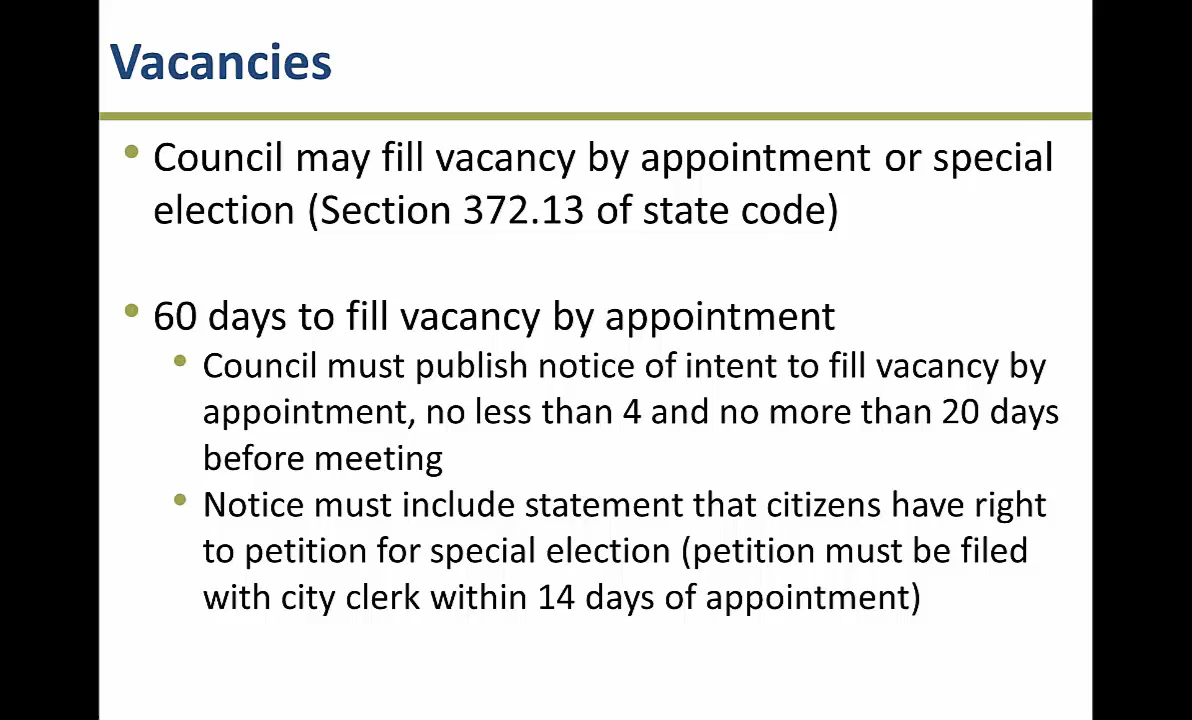 Vacancies
• Council may fill vacancy by appointment or special
election (Section 372.13 of state code)
• 60 days to fill vacancy by appointment
• Council must publish notice of intent to fill vacancy by
appointment, no less than 4 and no more than 20 days
before meeting
• Notice must include statement that citizens have right
to petition for special election (petition must be filed
with city clerk within 14 days of appointment)